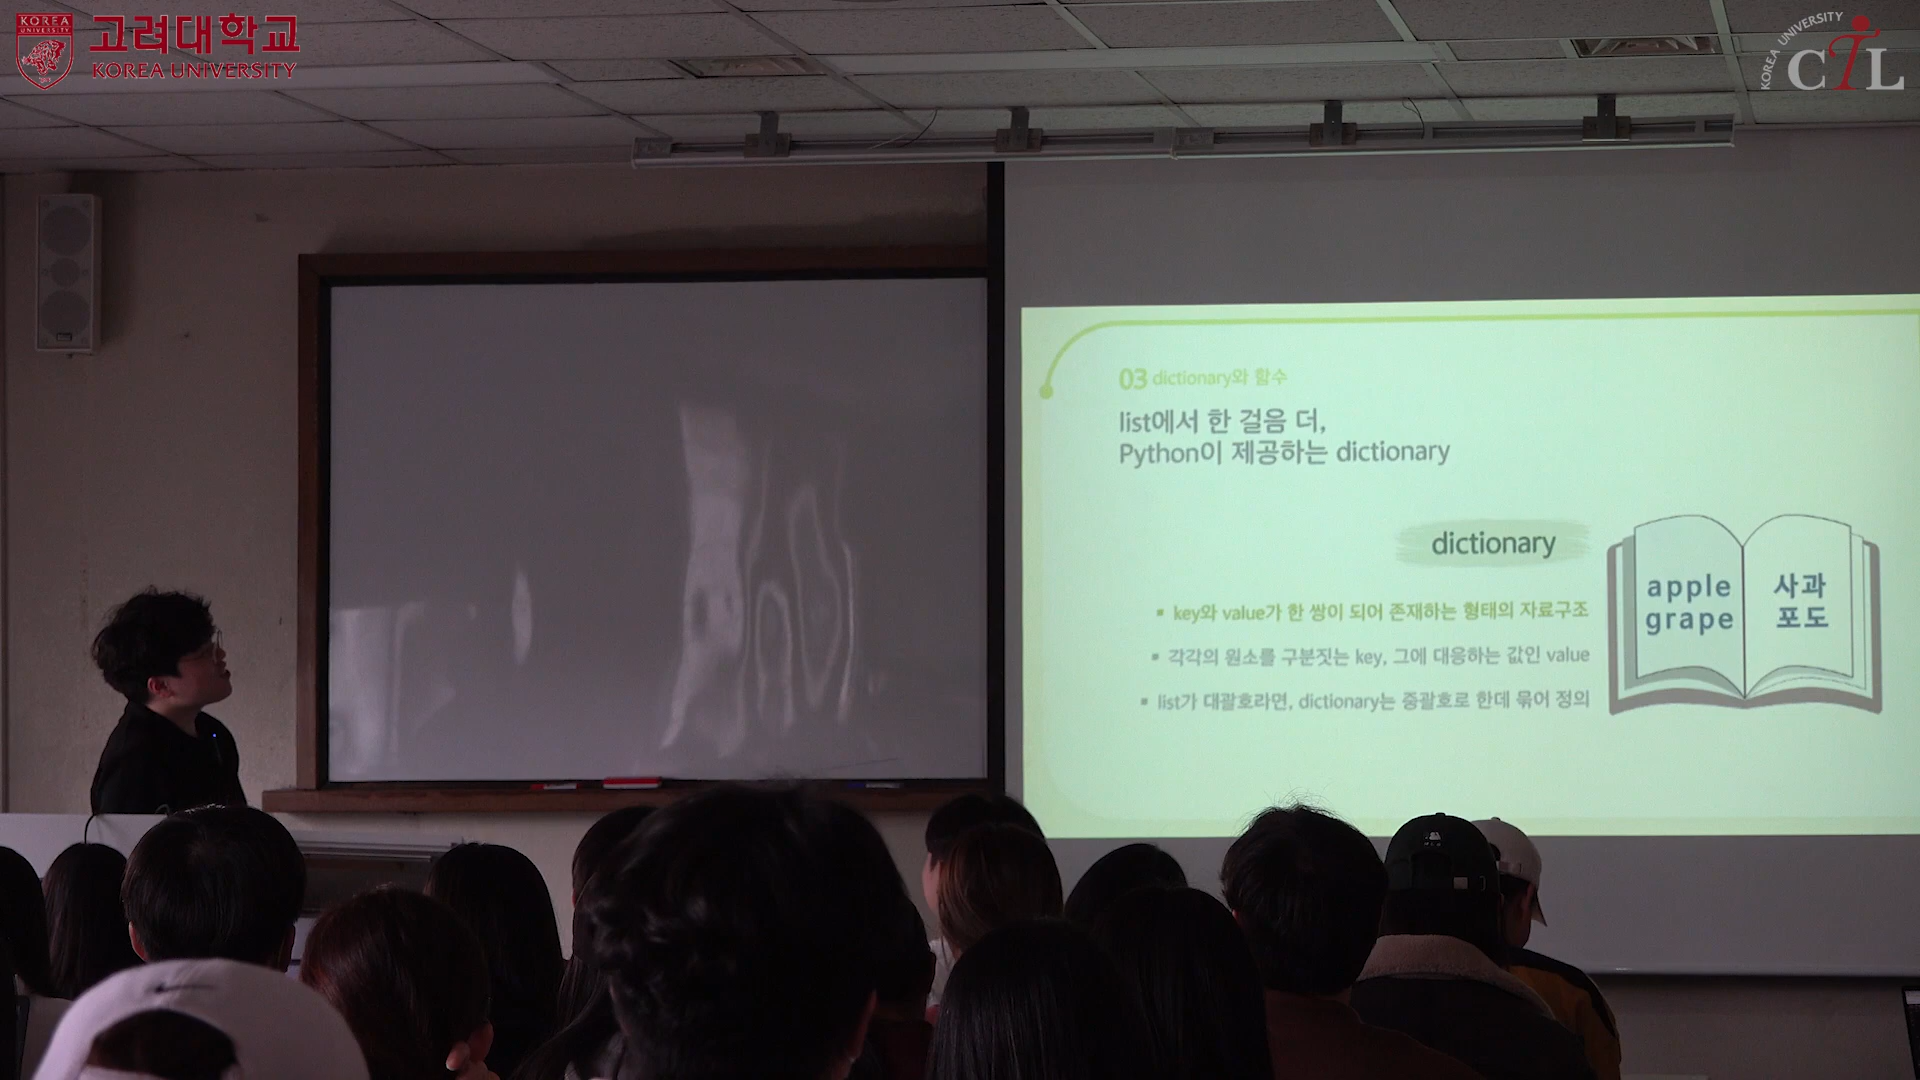 KOREA
UNIVERSITY
고려대학교
KOREA UNIVERSITY
KOREA UNIVERSITY
CTL
03 dictionary와 함수
list에서 한 걸음 더,
Python이 제공하는 dictionary
dictionary
▪ key와 value가 한 쌍이 되어 존재하는 형태의 자료구조
▪ 각각의 원소를 구분짓는 key, 그에 대응하는 값인 value
▪ list가 대괄호라면, dictionary는 중괄호로 한데 묶어 정의
apple
grape
사과
포도